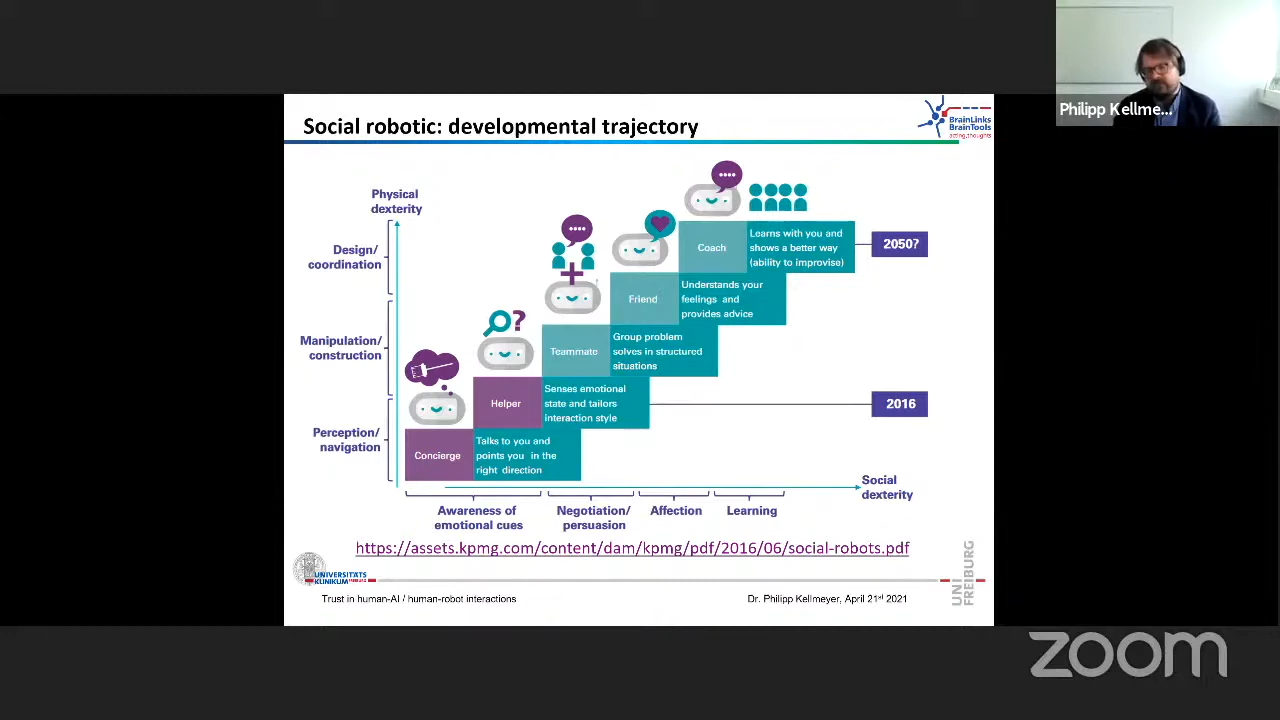 Philipp Kellme...
Social robotic: developmental trajectory
BrainLinks
BrainTools
acting.thoughts
Physical
dexterity
Design/
coordination
Manipulation/
construction
Perception/
navigation
Coach
Learns with you and
shows a better way
(ability to improvise)
2050?
Friend
Understands your
feelings and
provides advice
Teammate
Group problem
solves in structured
situations
?
Helper
Senses emotional
state and tailors
interaction style
2016
Concierge
Talks to you and
points you in the
right direction
Social
dexterity
Awareness of
emotional cues
Negotiation/
persuasion
Affection
Learning
https://assets.kpmg.com/content/dam/kpmg/pdf/2016/06/social-robots.pdf
UNIVERSITÄTS
KLINIKUM
UNI
FREIBURG
Trust in human-AI / human-robot interactions
Dr. Philipp Kellmeyer, April 21st 2021
zoom